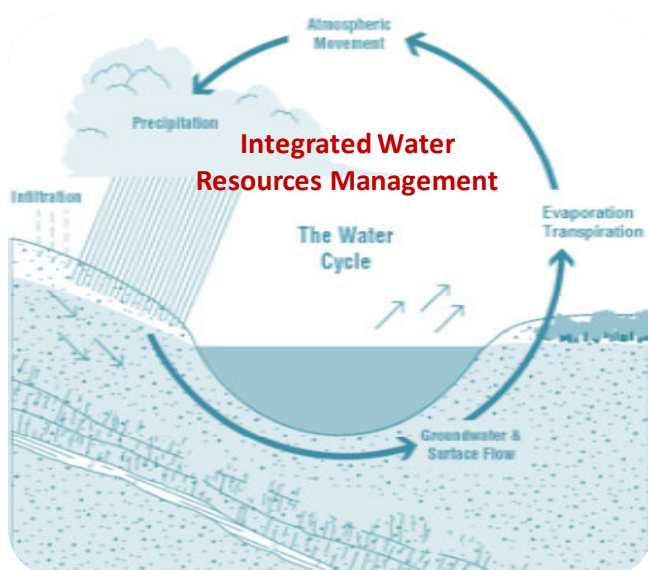 Atmospheric
Movement
Precipitation
Integrated Water
Resources Management
Infiltration
Evaporation
Transpiration
The Water
Cycle
Groundwater &
Surface Flow